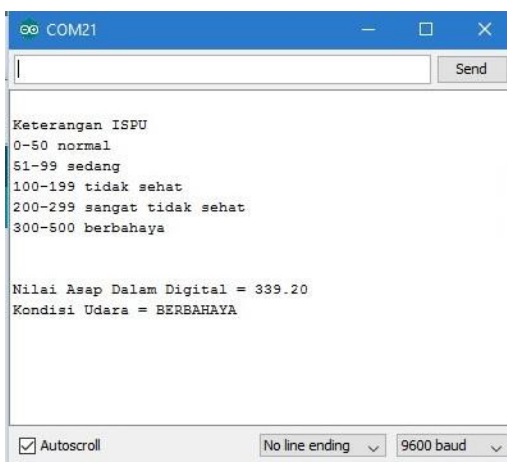 COM21
Send
Keterangan ISPU
0-50 normal
51-99 sedang
100-199 tidak sehat
200-299 sangat tidak sehat
300-500 berbahaya
Nilai Asap Dalam Digital = 339.20
Kondisi Udara = BERBAHAYA
Autoscroll
No line ending
9600 baud